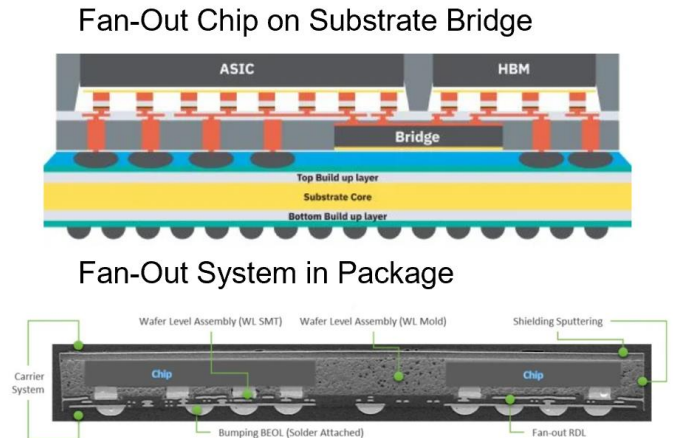 Fan-Out Chip on Substrate Bridge
ASIC
HBM
Bridge
Top Build up layer
Substrate Core
Bottom Build up layer
Fan-Out System in Package
Wafer Level Assembly (WL SMT)
Wafer Level Assembly (WL Mold)
Shielding Sputtering
Carrier
System
Chip
Chip
Bumping BEOL (Solder Attached)
Fan-out RDL